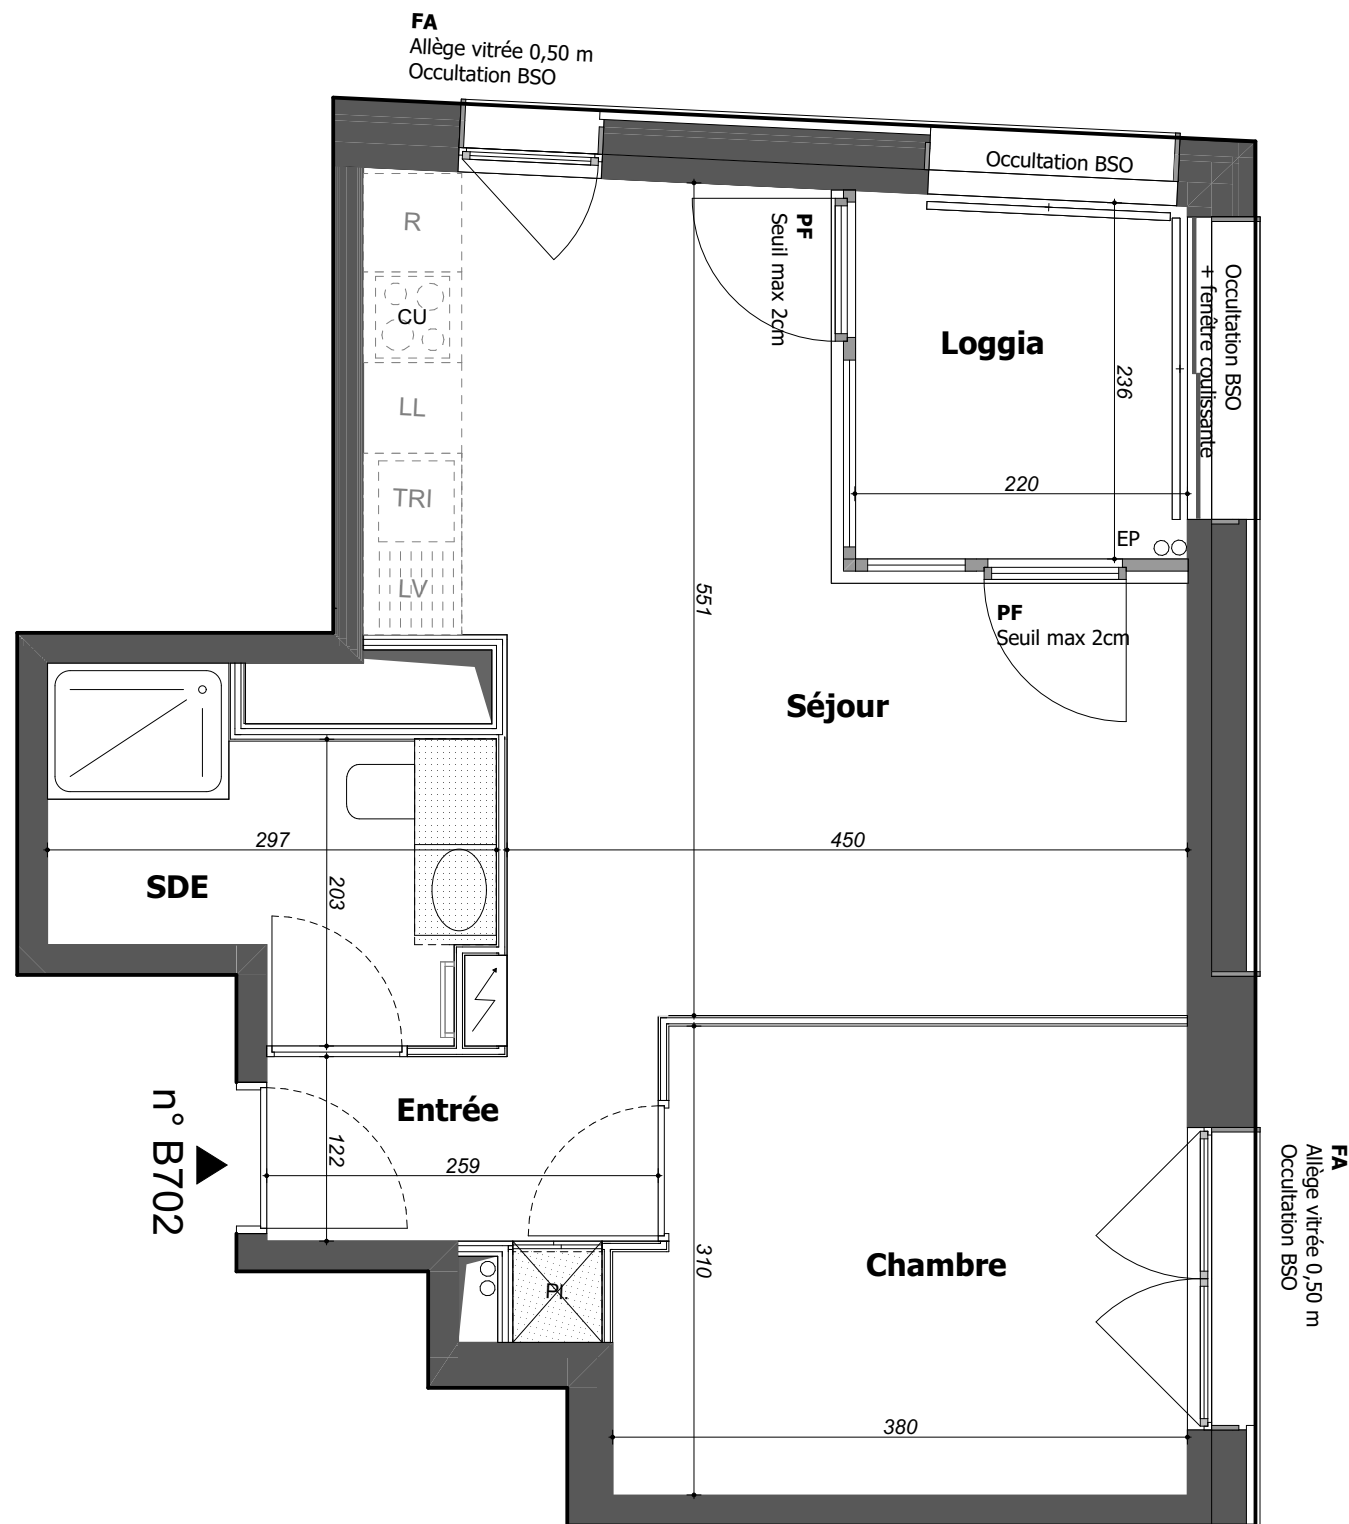 FA
Allège vitrée 0,50 m
Occultation BSO
Occultation BSO
R
CU
LL
TRI
LV
PF
Seuil max 2cm
Loggia
236
220
EP
Occultation BSO
+ fenêtre coulissante
551
PF
Seuil max 2cm
Séjour
297
450
SDE
203
Entrée
122
259
n° B702
PL
310
Chambre
380
FA
Allège vitrée 0,50 m
Occultation BSO